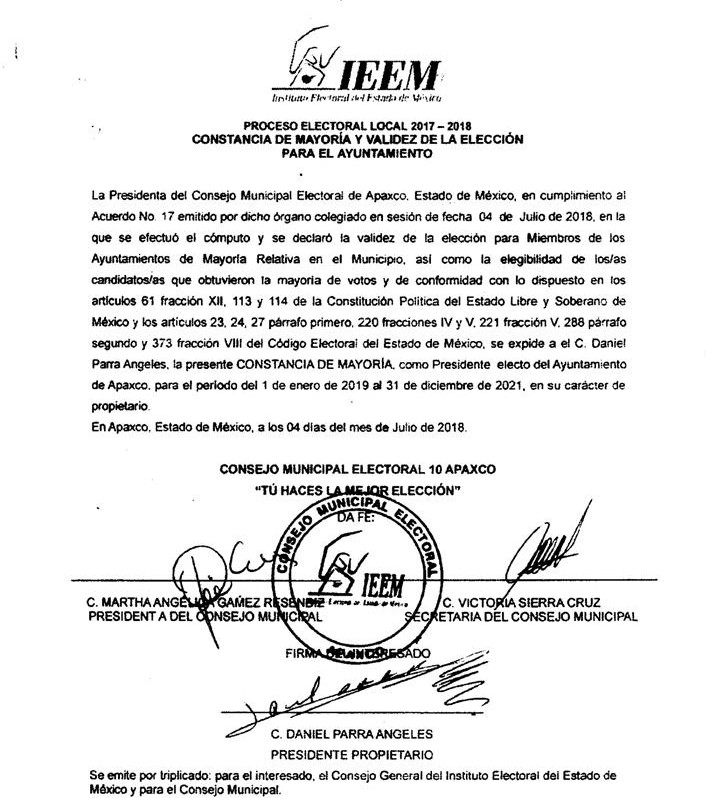 IEEM
Instituto Electoral del Estado de México
PROCESO ELECTORAL LOCAL 2017 – 2018
CONSTANCIA DE MAYORÍA Y VALIDEZ DE LA ELECCIÓN
PARA EL AYUNTAMIENTO
La Presidenta del Consejo Municipal Electoral de Apaxco, Estado de México, en cumplimiento al
Acuerdo No. 17 emitido por dicho órgano colegiado en sesión de fecha 04 de Julio de 2018, en la
que se efectuó el cómputo y se declaró la validez de la elección para Miembros de los
Ayuntamientos de Mayoría Relativa en el Municipio, así como la elegibilidad de los/as
candidatos/as que obtuvieron la mayoría de votos y de conformidad con lo dispuesto en los
artículos 61 fracción XII, 113 y 114 de la Constitución Política del Estado Libre y Soberano de
México y los artículos 23, 24, 27 párrafo primero, 220 fracciones IV y V, 221 fracción V, 288 párrafo
segundo y 373 fracción VIII del Código Electoral del Estado de México, se expide a el C. Daniel
Parra Angeles, la presente CONSTANCIA DE MAYORÍA, como Presidente electo del Ayuntamiento
de Apaxco, para el periodo del 1 de enero de 2019 al 31 de diciembre de 2021, en su carácter de
propietario.
En Apaxco, Estado de México, a los 04 días del mes de Julio de 2018.
CONSEJO MUNICIPAL ELECTORAL 10 APAXCO
“TÚ HACES LA MEJOR ELECCIÓN”
DA FE:
CONSEJO MUNICIPAL ELECTORAL
IEEM
C. MARTHA ANGÉLICA GAMEZ RESENDIZ
PRESIDENTA DEL CONSEJO MUNICIPAL
C. VICTORIA SIERRA CRUZ
SECRETARIA DEL CONSEJO MUNICIPAL
FIRMA DEL INTERESADO
C. DANIEL PARRA ANGELES
PRESIDENTE PROPIETARIO
Se emite por triplicado: para el interesado, el Consejo General del Instituto Electoral del Estado de
México y para el Consejo Municipal.